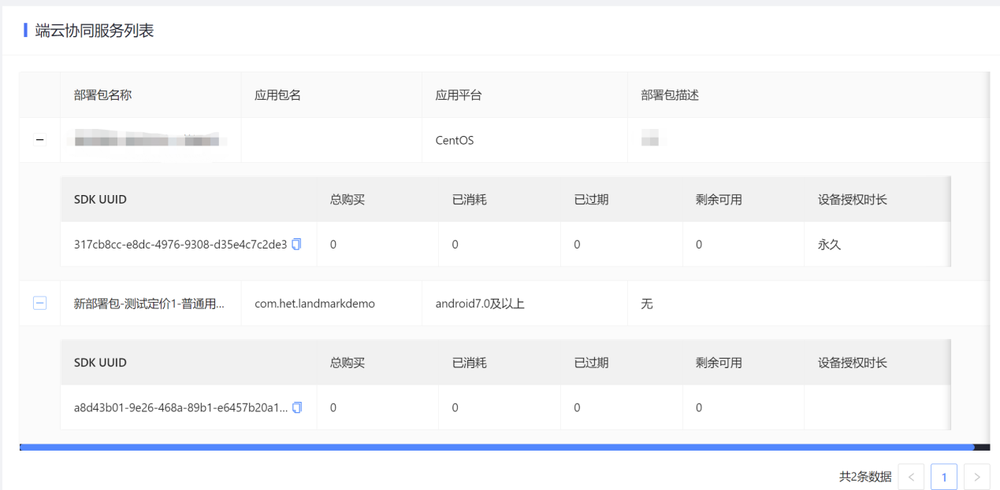 端云协同服务列表
部署包名称 应用包名 应用平台 部署包描述
CentOS
SDK UUID 总购买 已消耗 已过期 剩余可用 设备授权时长
317cb8cc-e8dc-4976-9308-d35e4c7c2de3 0 0 0 0 永久
新部署包-测试定价1-普通用... com.het.landmarkdemo android7.0及以上 无
SDK UUID 总购买 已消耗 已过期 剩余可用 设备授权时长
a8d43b01-9e26-468a-89b1-e6457b20a1... 0 0 0 0
共2条数据 < 1 >